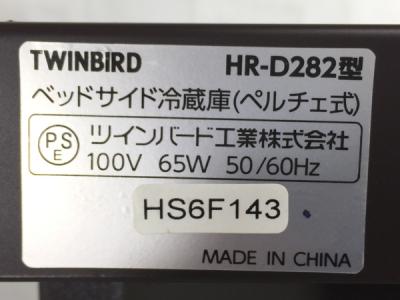 TWINBIRD HR-D282型
ベッドサイド冷蔵庫(ペルチェ式)
PSE ツインバード工業株式会社
100V 65W 50/60Hz
HS6F143
MADE IN CHINA